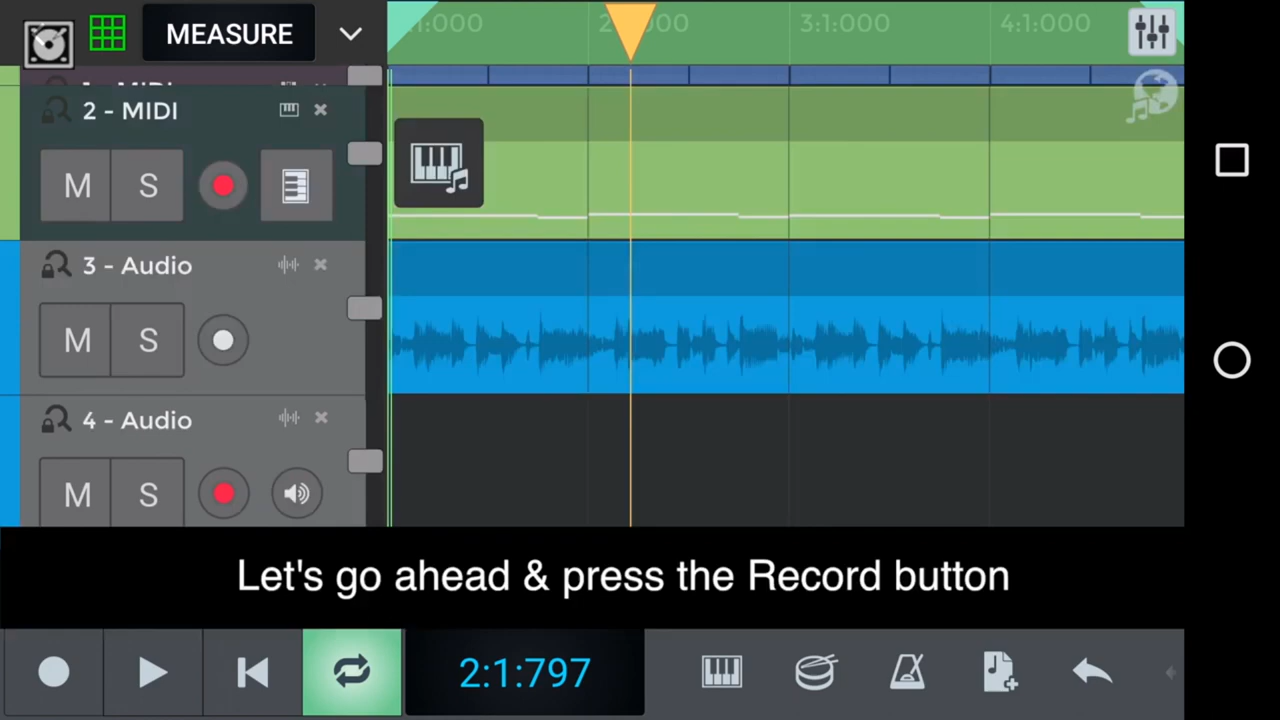 MEASURE
2 - MIDI
M S
3 - Audio
M S
4 - Audio
M S
:000
3:1:000
4:1:000
Let's go ahead & press the Record button
2:1:797